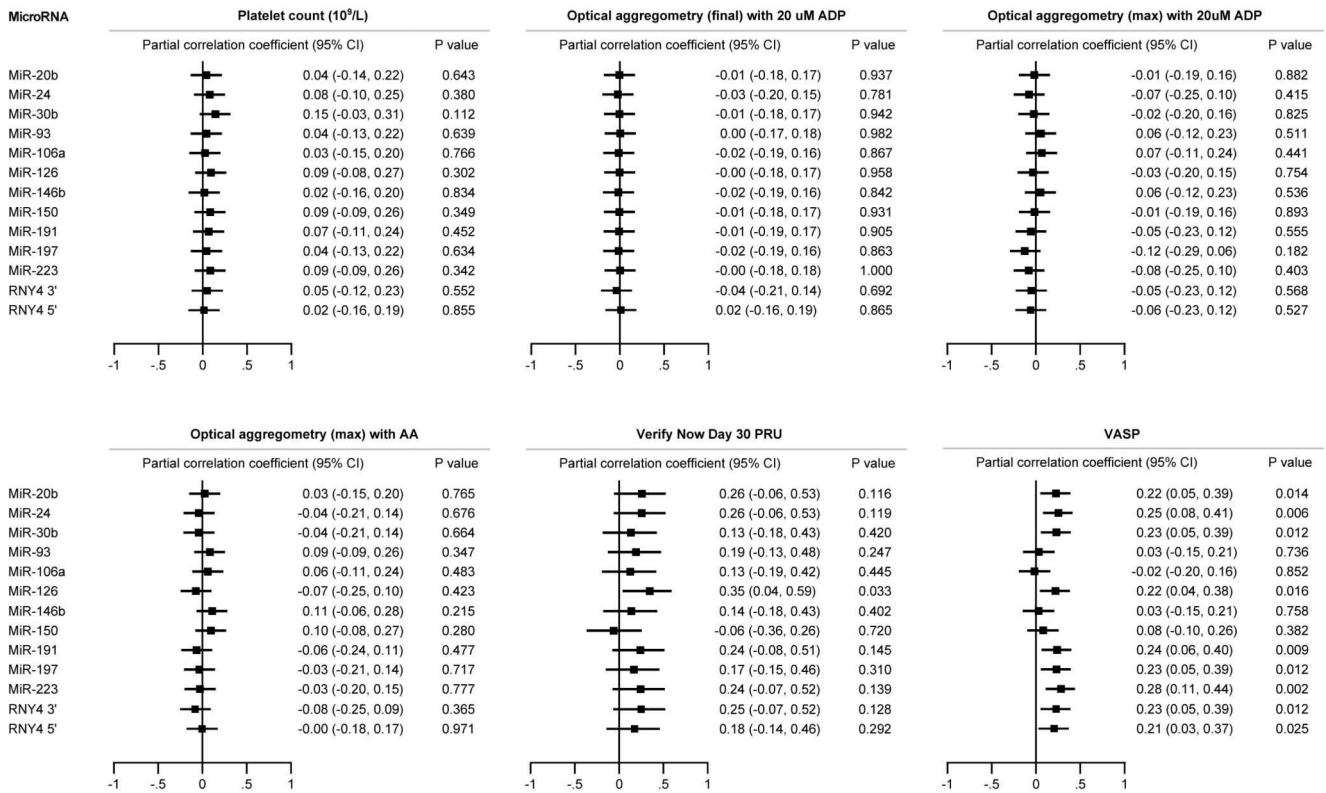 MicroRNA Platelet count (10⁹/L) Optical aggregometry (final) with 20 uM ADP Optical aggregometry (max) with 20uM ADP
Partial correlation coefficient (95% CI) P value Partial correlation coefficient (95% CI) P value Partial correlation coefficient (95% CI) P value
MiR-20b 0.04 (-0.14, 0.22) 0.643 -0.01 (-0.18, 0.17) 0.937 -0.01 (-0.19, 0.16) 0.882
MiR-24 0.08 (-0.10, 0.25) 0.380 -0.03 (-0.20, 0.15) 0.781 -0.07 (-0.25, 0.10) 0.415
MiR-30b 0.15 (-0.03, 0.31) 0.112 -0.01 (-0.18, 0.17) 0.942 -0.02 (-0.20, 0.16) 0.825
MiR-93 0.04 (-0.13, 0.22) 0.639 0.00 (-0.17, 0.18) 0.982 0.06 (-0.12, 0.23) 0.511
MiR-106a 0.03 (-0.15, 0.20) 0.766 -0.02 (-0.19, 0.16) 0.867 0.07 (-0.11, 0.24) 0.441
MiR-126 0.09 (-0.08, 0.27) 0.302 -0.00 (-0.18, 0.17) 0.958 -0.03 (-0.20, 0.15) 0.754
MiR-146b 0.02 (-0.16, 0.20) 0.834 -0.02 (-0.19, 0.16) 0.842 0.06 (-0.12, 0.23) 0.536
MiR-150 0.09 (-0.09, 0.26) 0.349 -0.01 (-0.18, 0.17) 0.931 -0.01 (-0.19, 0.16) 0.893
MiR-191 0.07 (-0.11, 0.24) 0.452 -0.01 (-0.19, 0.17) 0.905 -0.05 (-0.23, 0.12) 0.555
MiR-197 0.04 (-0.13, 0.22) 0.634 -0.02 (-0.19, 0.16) 0.863 -0.12 (-0.29, 0.06) 0.182
MiR-223 0.09 (-0.09, 0.26) 0.342 -0.00 (-0.18, 0.18) 1.000 -0.08 (-0.25, 0.10) 0.403
RNY4 3' 0.05 (-0.12, 0.23) 0.552 -0.04 (-0.21, 0.14) 0.692 -0.05 (-0.23, 0.12) 0.568
RNY4 5' 0.02 (-0.16, 0.19) 0.855 0.02 (-0.16, 0.19) 0.865 -0.06 (-0.23, 0.12) 0.527
-1 -.5 0 .5 1 -1 -.5 0 .5 1 -1 -.5 0 .5 1
Optical aggregometry (max) with AA Verify Now Day 30 PRU VASP
Partial correlation coefficient (95% CI) P value Partial correlation coefficient (95% CI) P value Partial correlation coefficient (95% CI) P value
MiR-20b 0.03 (-0.15, 0.20) 0.765 0.26 (-0.06, 0.53) 0.116 0.22 (0.05, 0.39) 0.014
MiR-24 -0.04 (-0.21, 0.14) 0.676 0.26 (-0.06, 0.53) 0.119 0.25 (0.08, 0.41) 0.006
MiR-30b -0.04 (-0.21, 0.14) 0.664 0.13 (-0.18, 0.43) 0.420 0.23 (0.05, 0.39) 0.012
MiR-93 0.09 (-0.09, 0.26) 0.347 0.19 (-0.13, 0.48) 0.247 0.03 (-0.15, 0.21) 0.736
MiR-106a 0.06 (-0.11, 0.24) 0.483 0.13 (-0.19, 0.42) 0.445 -0.02 (-0.20, 0.16) 0.852
MiR-126 -0.07 (-0.25, 0.10) 0.423 0.35 (0.04, 0.59) 0.033 0.22 (0.04, 0.38) 0.016
MiR-146b 0.11 (-0.06, 0.28) 0.215 0.14 (-0.18, 0.43) 0.402 0.03 (-0.15, 0.21) 0.758
MiR-150 0.10 (-0.08, 0.27) 0.280 -0.06 (-0.36, 0.26) 0.720 0.08 (-0.10, 0.26) 0.382
MiR-191 -0.06 (-0.24, 0.11) 0.477 0.24 (-0.08, 0.51) 0.145 0.24 (0.06, 0.40) 0.009
MiR-197 -0.03 (-0.21, 0.14) 0.717 0.17 (-0.15, 0.46) 0.310 0.23 (0.05, 0.39) 0.012
MiR-223 -0.03 (-0.20, 0.15) 0.777 0.24 (-0.07, 0.52) 0.139 0.28 (0.11, 0.44) 0.002
RNY4 3' -0.08 (-0.25, 0.09) 0.365 0.25 (-0.07, 0.52) 0.128 0.23 (0.05, 0.39) 0.012
RNY4 5' -0.00 (-0.18, 0.17) 0.971 0.18 (-0.14, 0.46) 0.292 0.21 (0.03, 0.37) 0.025
-1 -.5 0 .5 1 -1 -.5 0 .5 1 -1 -.5 0 .5 1